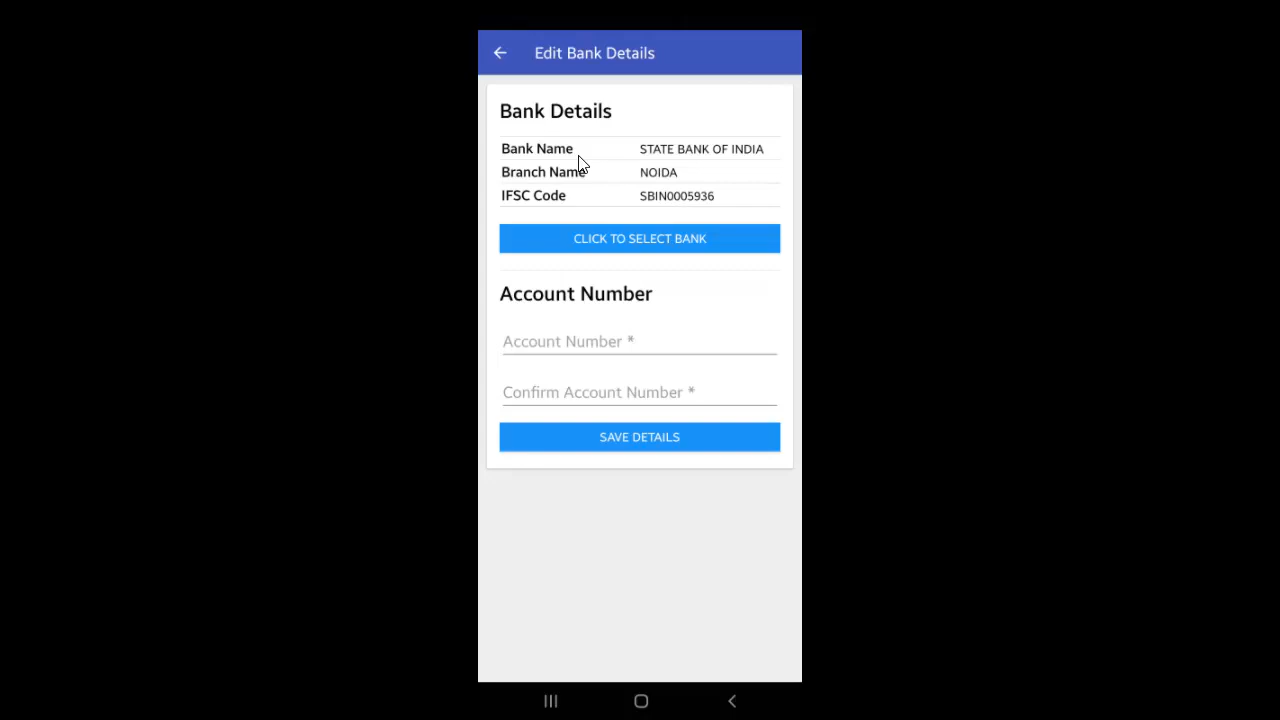 Edit Bank Details
Bank Details
Bank Name STATE BANK OF INDIA
Branch Name NOIDA
IFSC Code SBIN0005936
CLICK TO SELECT BANK
Account Number
Account Number *
Confirm Account Number *
SAVE DETAILS